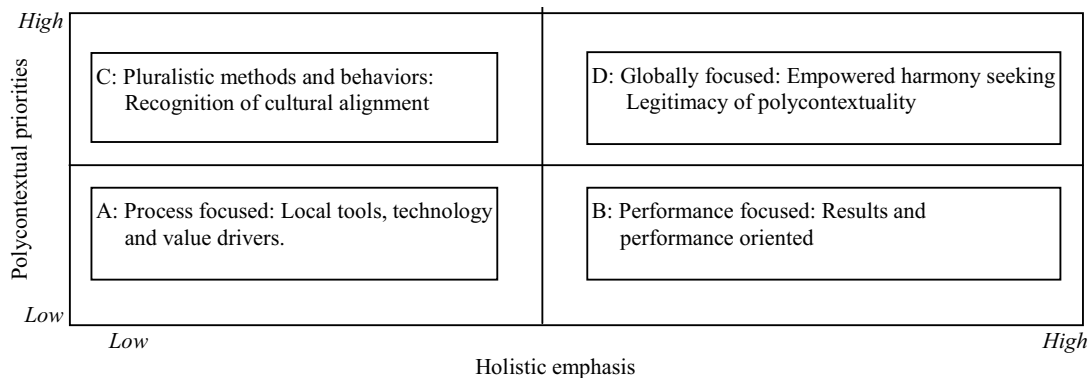 High
C: Pluralistic methods and behaviors:
Recognition of cultural alignment
D: Globally focused: Empowered harmony seeking
Legitimacy of polycontextuality
Polycontextual priorities
A: Process focused: Local tools, technology
and value drivers.
B: Performance focused: Results and
performance oriented
Low
Low
High
Holistic emphasis